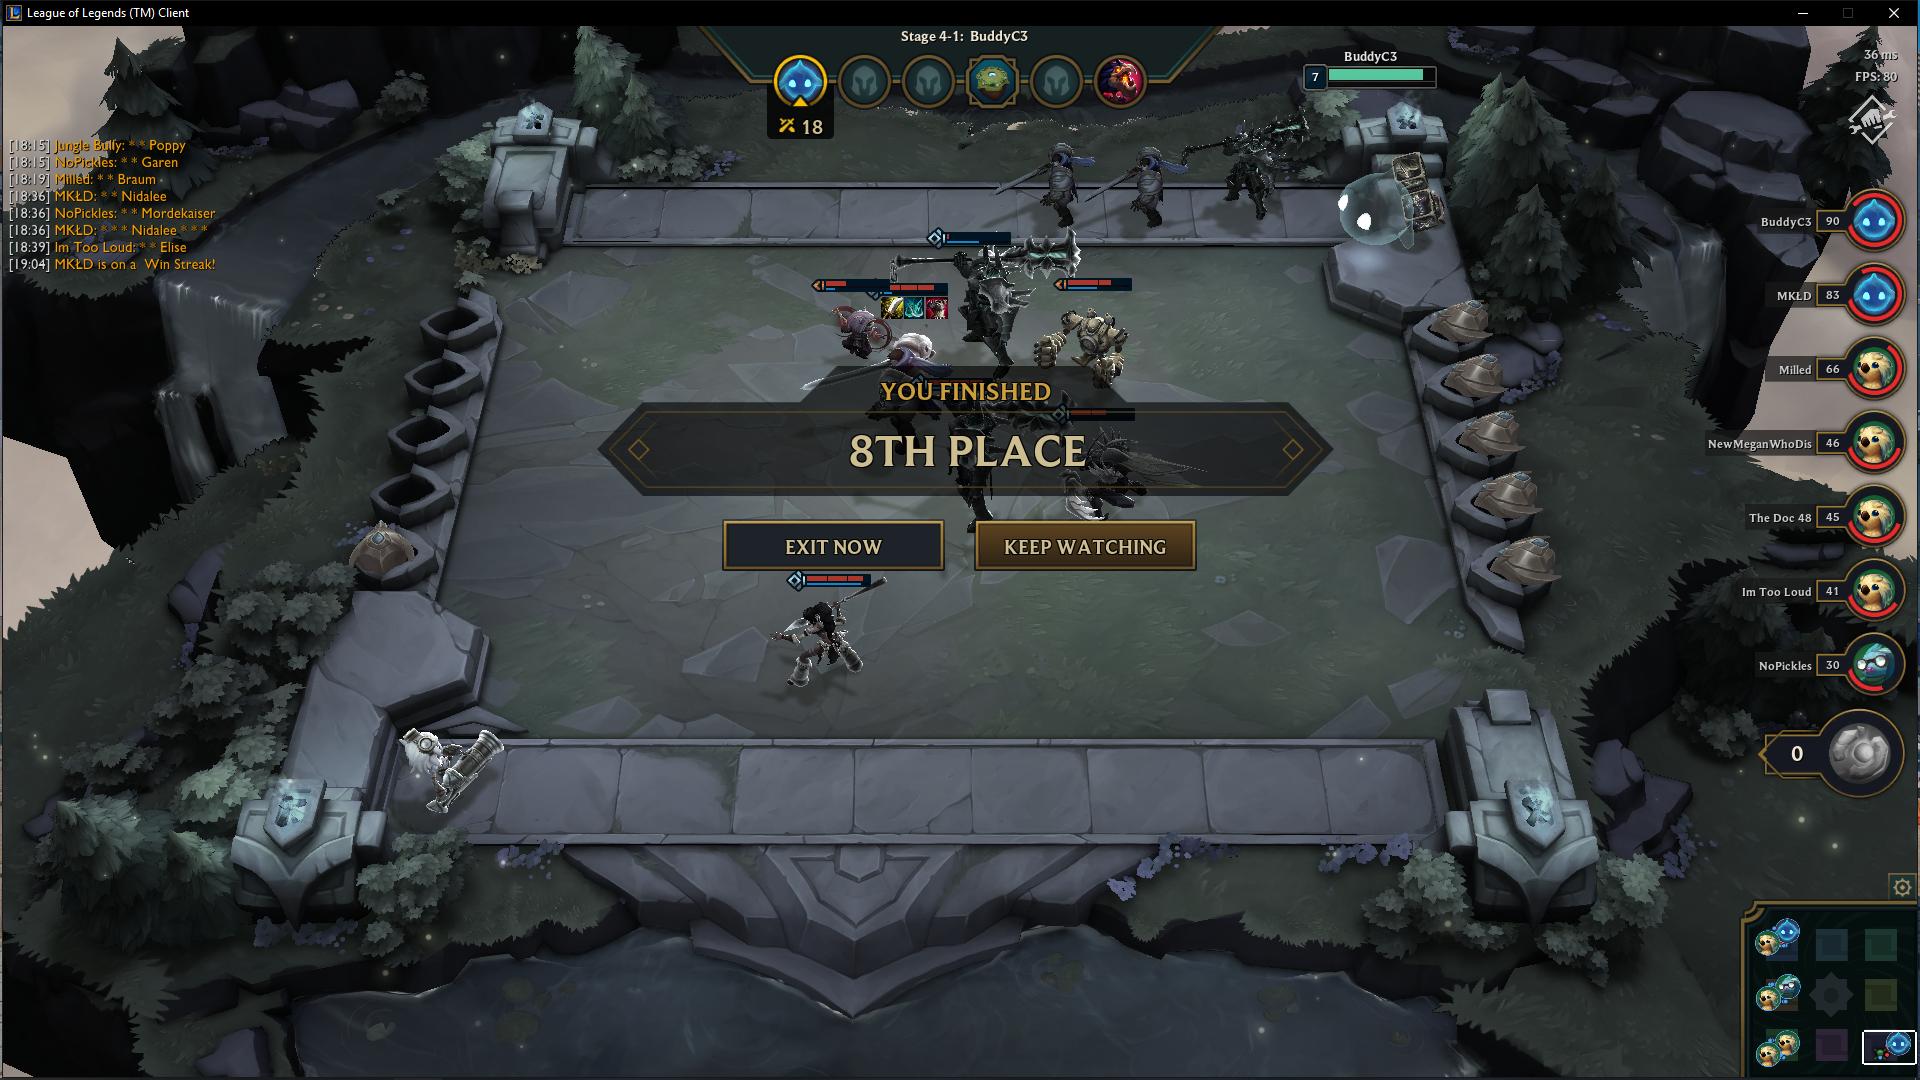 League of Legends (TM) Client
Stage 4-1: BuddyC3
18
BuddyC3
7
36 ms
FPS: 80
[18:15] Jungle Bully: * * Poppy
[18:15] NoPickles: * * Garen
[18:19] Milled: * * Braum
[18:36] MKŁD: * * Nidalee
[18:36] NoPickles: * * Mordekaiser
[18:36] MKŁD: * * * Nidalee * * *
[18:39] Im Too Loud: * * Elise
[19:04] MKŁD is on a Win Streak!
YOU FINISHED
8TH PLACE
EXIT NOW
KEEP WATCHING
BuddyC3 90
MKŁD 83
Milled 66
NewMeganWhoDis 46
The Doc 48 45
Im Too Loud 41
NoPickles 30
0